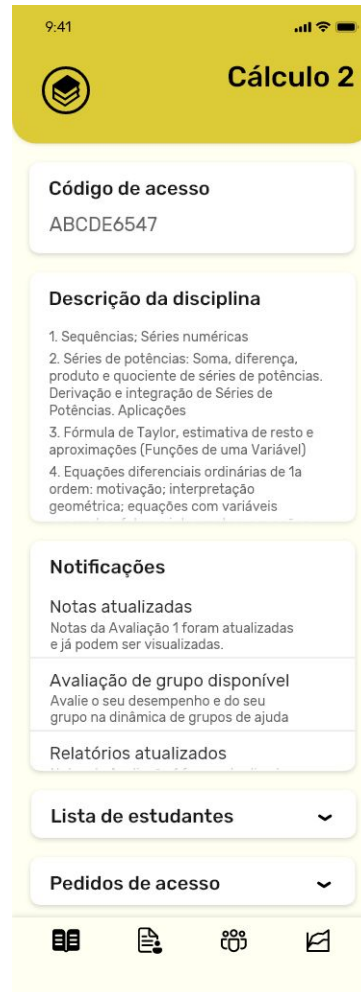 9:41
Cálculo 2
Código de acesso
ABCDE6547
Descrição da disciplina
1. Sequências; Séries numéricas
2. Séries de potências: Soma, diferença,
produto e quociente de séries de potências.
Derivação e integração de Séries de
Potências. Aplicações
3. Fórmula de Taylor, estimativa de resto e
aproximações (Funções de uma Variável)
4. Equações diferenciais ordinárias de 1a
ordem: motivação; interpretação
geométrica; equações com variáveis
Notificações
Notas atualizadas
Notas da Avaliação 1 foram atualizadas
e já podem ser visualizadas.
Avaliação de grupo disponível
Avalie o seu desempenho e do seu
grupo na dinâmica de grupos de ajuda
Relatórios atualizados
Lista de estudantes
Pedidos de acesso